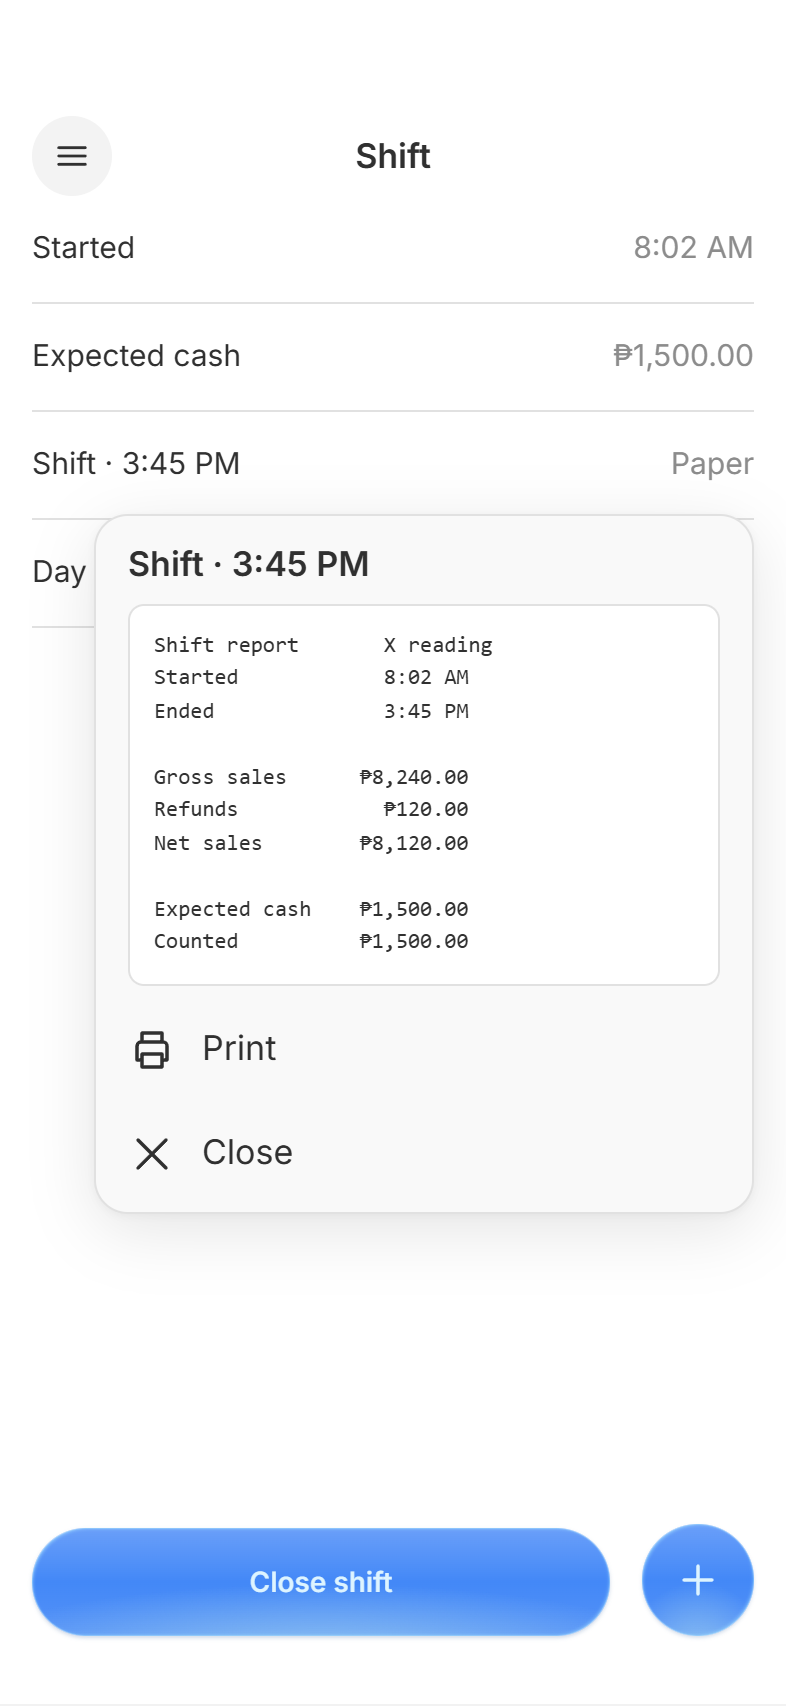 Shift
Started 8:02 AM
Expected cash ₱1,500.00
Shift · 3:45 PM Paper
Day
Shift · 3:45 PM
Shift report X reading
Started 8:02 AM
Ended 3:45 PM
Gross sales ₱8,240.00
Refunds ₱120.00
Net sales ₱8,120.00
Expected cash ₱1,500.00
Counted ₱1,500.00
Print
Close
Close shift